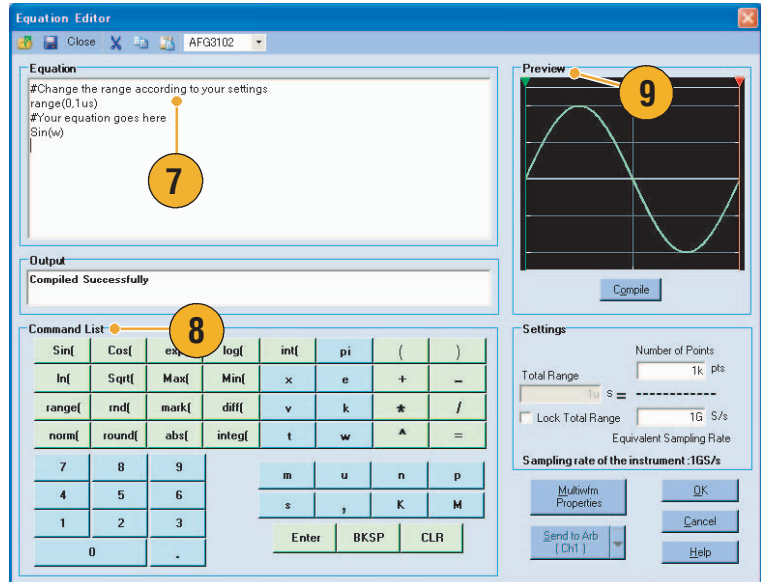 Equation Editor
Close AFG3102
Equation
#Change the range according to your settings
range(0,1us)
#Your equation goes here
Sin(w)
7
Output
Compiled Successfully
Preview
9
Compile
Command List
8
Sin( Cos( log( int( pi ( )
ln( Sqrt( Max( Min( × e + –
range( rnd( mark( diff( v k * /
norm( round( abs( integ( t w ^ =
7 8 9
4 5 6
1 2 3
0 .
m u n p
s , K M
Enter BKSP CLR
Settings
Number of Points
Total Range 1k pts
1u s = ------------
Lock Total Range 1G S/s
Equivalent Sampling Rate
Sampling rate of the instrument :1GS/s
Multiwfm Properties
OK
Cancel
Send to Arb
( Ch1 )
Help